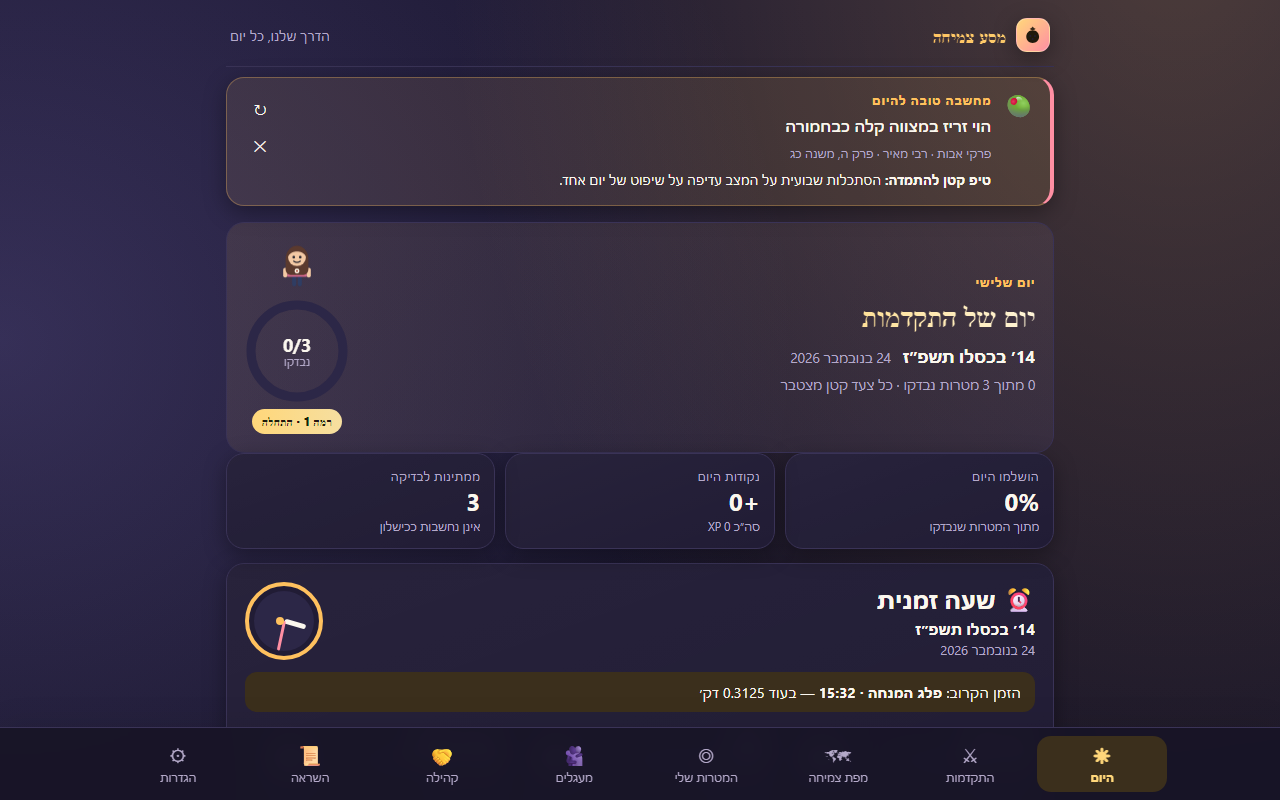 מסע צמיחה
הדרך שלנו, כל יום
מחשבה טובה להיום
הוי זריז במצווה קלה כבחמורה
פרקי אבות · רבי מאיר · פרק ה, משנה כג
טיפ קטן להתמדה: הסתכלות שבועית על המצב עדיפה על שיפוט של יום אחד.
יום שלישי
יום של התקדמות
14׳ בכסלו תשפ״ז 24 בנובמבר 2026
0 מתוך 3 מטרות נבדקו · כל צעד קטן מצטבר
0/3
נבדקו
רמה 1 · התחלה
הושלמו היום
0%
מתוך המטרות שנבדקו
נקודות היום
+0
סה״כ 0 XP
ממתינות לבדיקה
3
אינן נחשבות ככישלון
שעה זמנית
14׳ בכסלו תשפ״ז
24 בנובמבר 2026
הזמן הקרוב: פלג המנחה · 15:32 — בעוד 0.3125 דק׳
היום
התקדמות
מפת צמיחה
המטרות שלי
מעגלים
קהילה
השראה
הגדרות